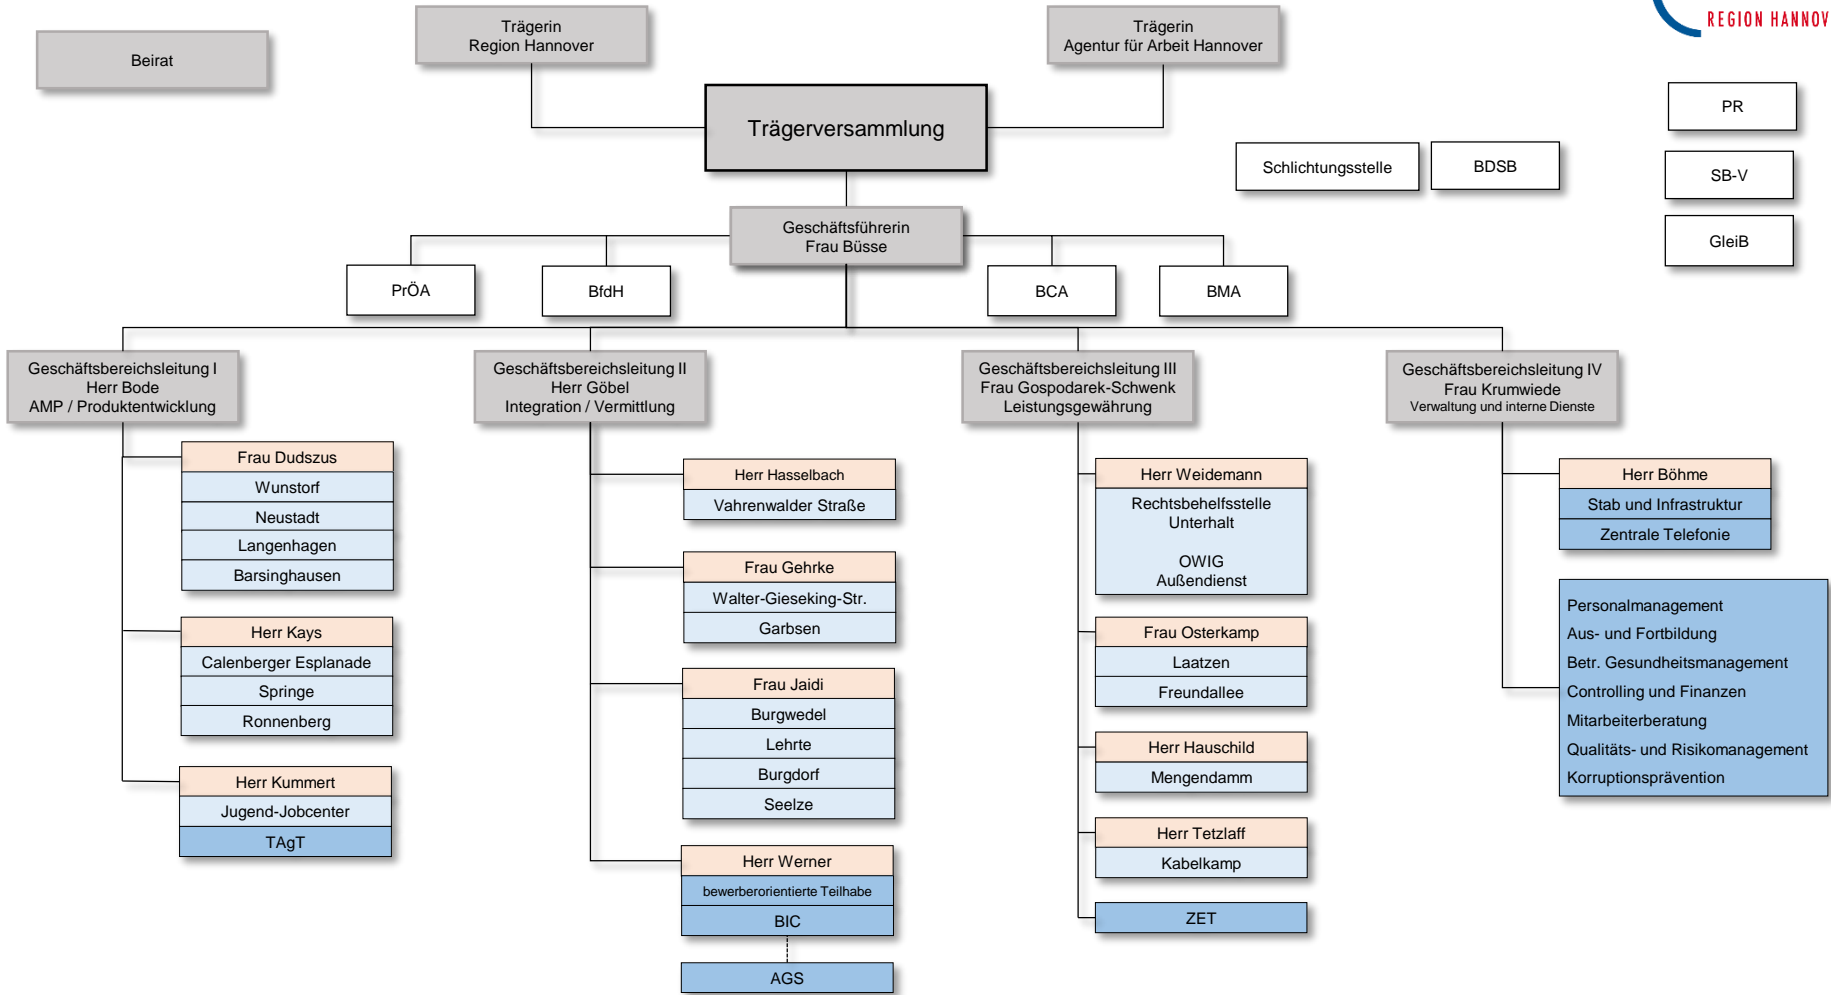 Beirat
Trägerin
Region Hannover
Trägerin
Agentur für Arbeit Hannover
REGION HANNOV
Trägerversammlung
PR
Schlichtungsstelle
BDSB
SB-V
GleiB
Geschäftsführerin
Frau Büsse
PrÖA
BfdH
BCA
BMA
Geschäftsbereichsleitung I
Herr Bode
AMP / Produktentwicklung
Geschäftsbereichsleitung II
Herr Göbel
Integration / Vermittlung
Geschäftsbereichsleitung III
Frau Gospodarek-Schwenk
Leistungsgewährung
Geschäftsbereichsleitung IV
Frau Krumwiede
Verwaltung und interne Dienste
Frau Dudszus
Wunstorf
Neustadt
Langenhagen
Barsinghausen
Herr Kays
Calenberger Esplanade
Springe
Ronnenberg
Herr Kummert
Jugend-Jobcenter
TAgT
Herr Hasselbach
Vahrenwalder Straße
Frau Gehrke
Walter-Gieseking-Str.
Garbsen
Frau Jaidi
Burgwedel
Lehrte
Burgdorf
Seelze
Herr Werner
bewerberorientierte Teilhabe
BIC
AGS
Herr Weidemann
Rechtsbehelfsstelle
Unterhalt
OWIG
Außendienst
Frau Osterkamp
Laatzen
Freundallee
Herr Hauschild
Mengendamm
Herr Tetzlaff
Kabelkamp
ZET
Herr Böhme
Stab und Infrastruktur
Zentrale Telefonie
Personalmanagement
Aus- und Fortbildung
Betr. Gesundheitsmanagement
Controlling und Finanzen
Mitarbeiterberatung
Qualitäts- und Risikomanagement
Korruptionsprävention